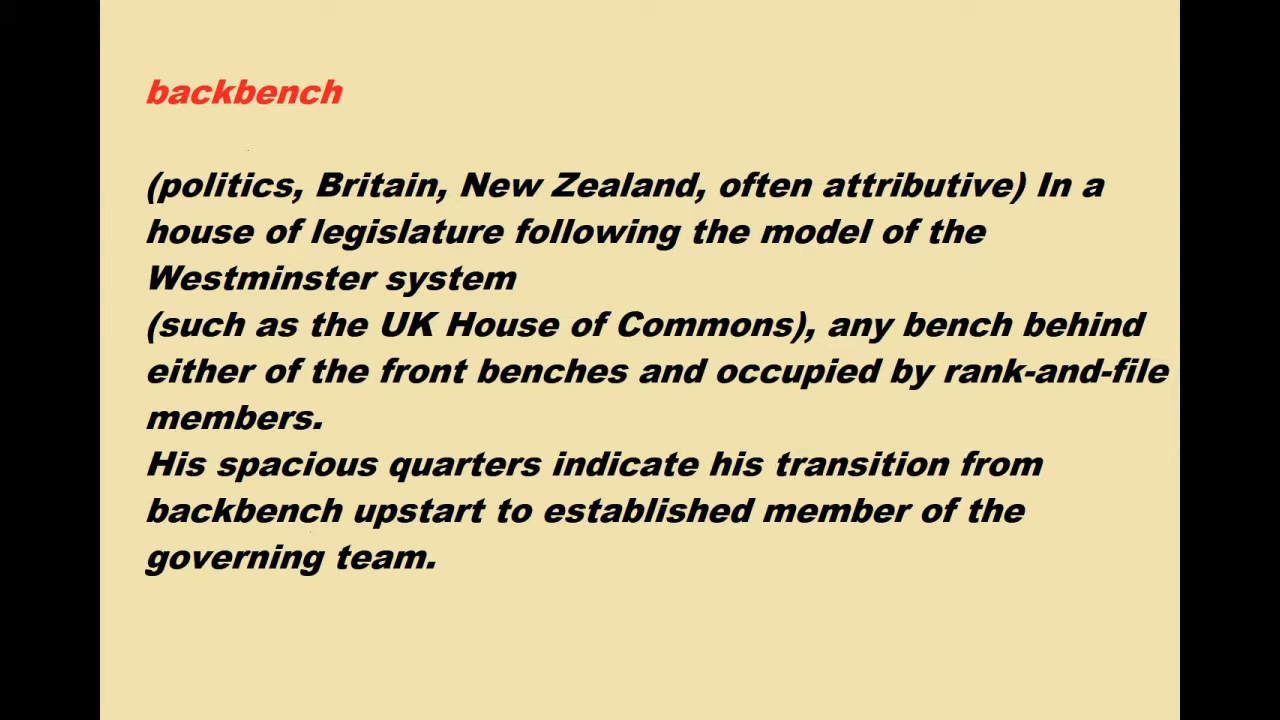 backbench
(politics, Britain, New Zealand, often attributive) In a
house of legislature following the model of the
Westminster system
(such as the UK House of Commons), any bench behind
either of the front benches and occupied by rank-and-file
members.
His spacious quarters indicate his transition from
backbench upstart to established member of the
governing team.